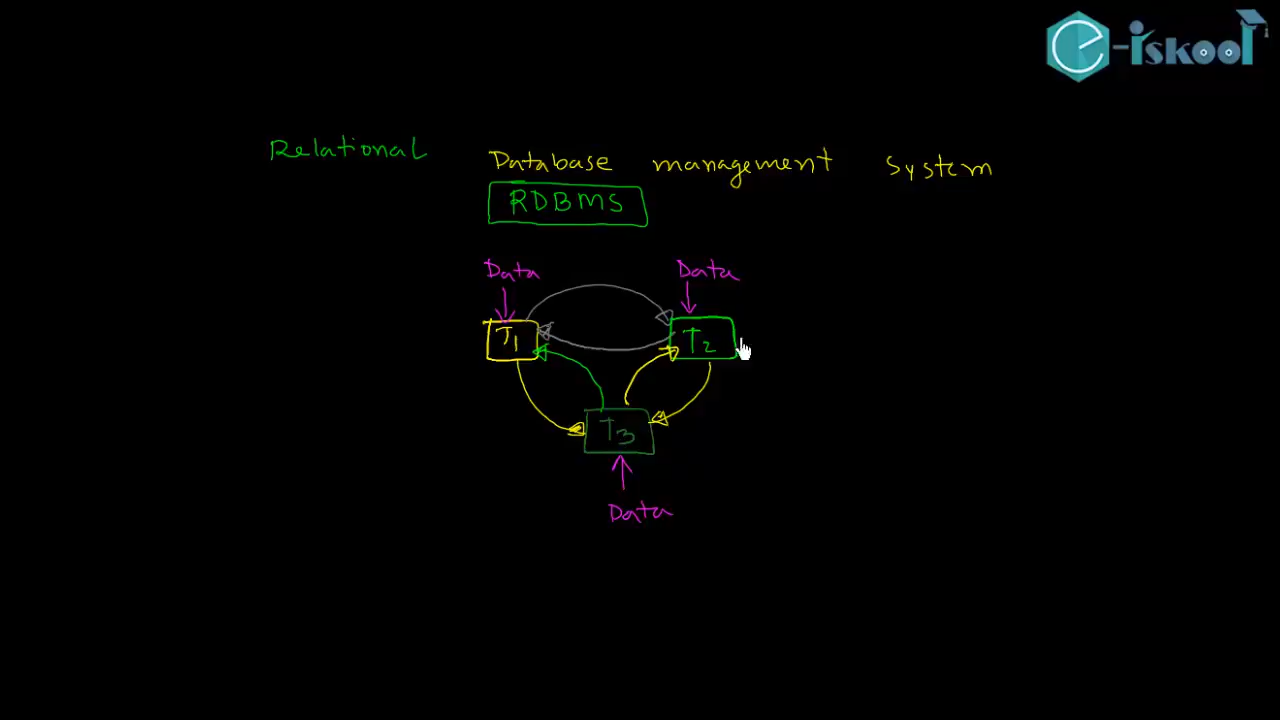 e-iskool
Relational Database management system
RDBMS
Data Data
T1 T2
T3
Data